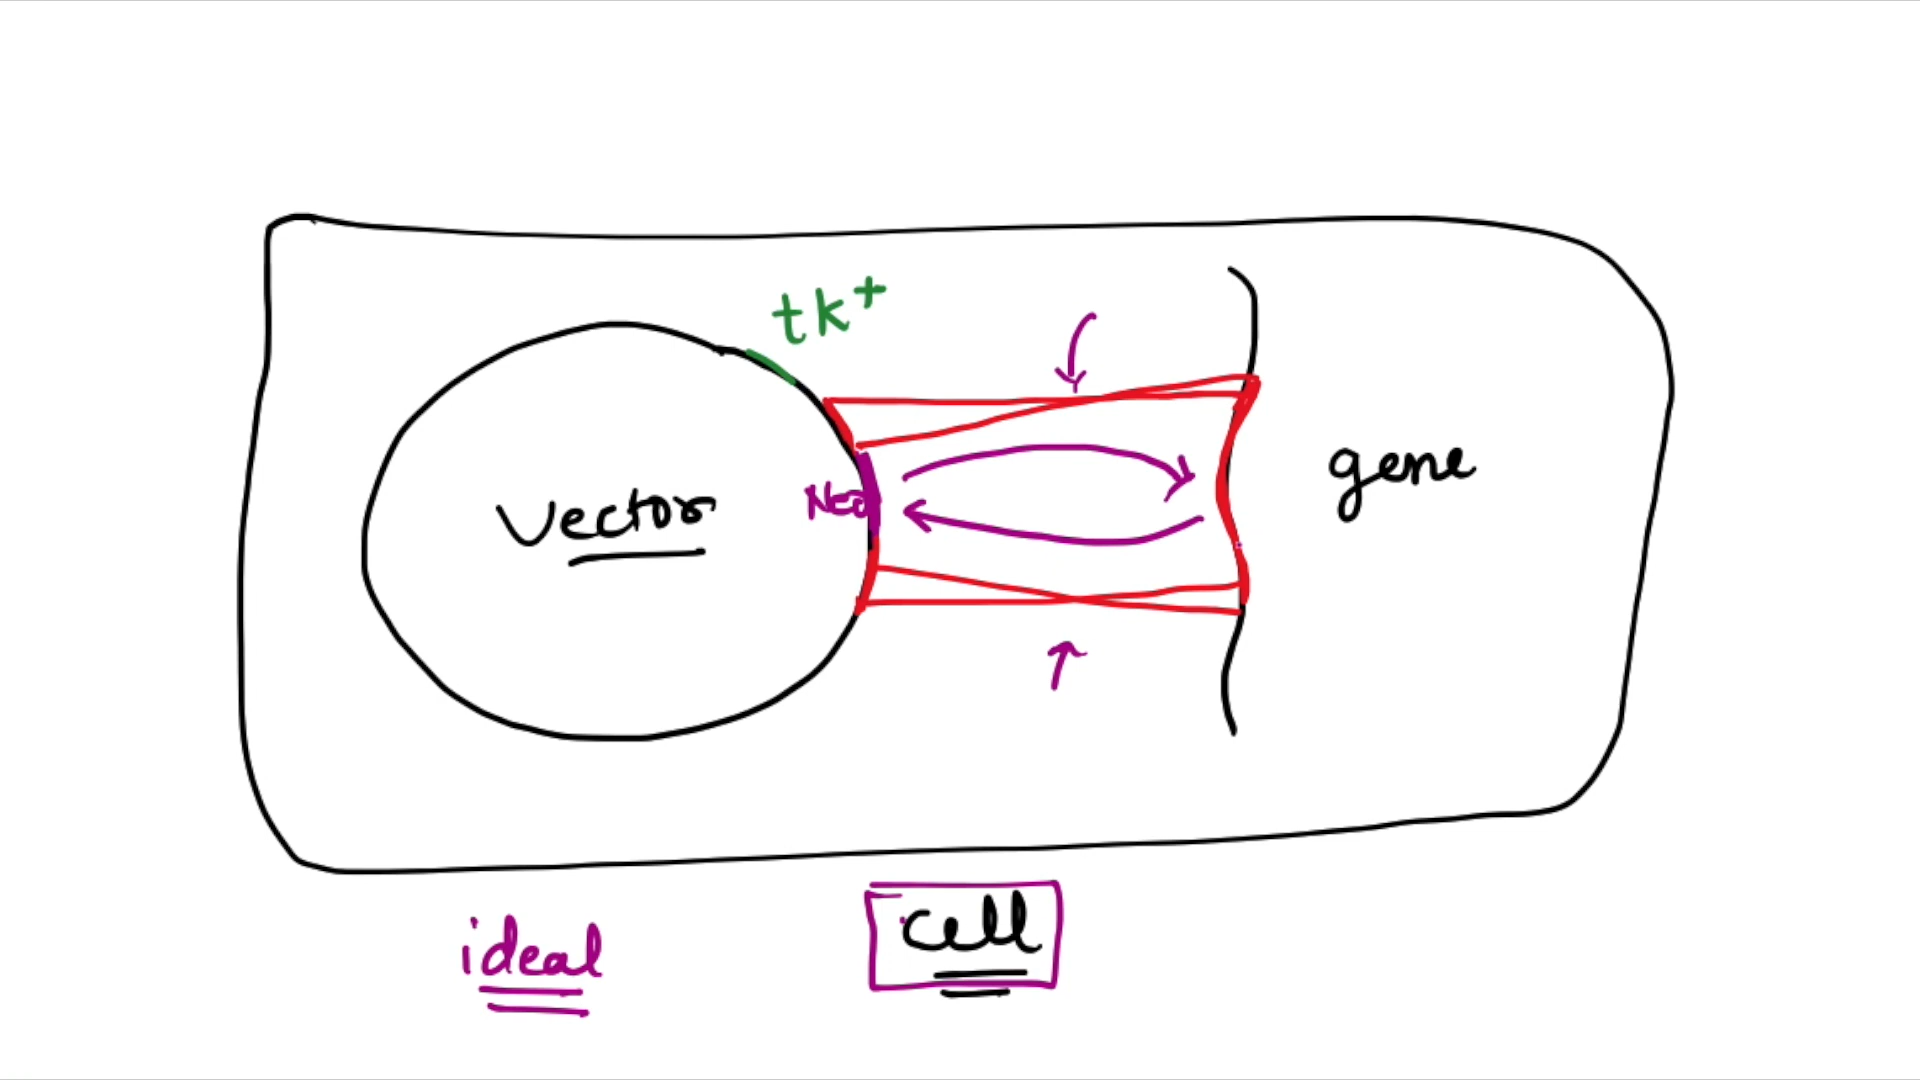 tk+
gene
Vector
Neo
cell
ideal